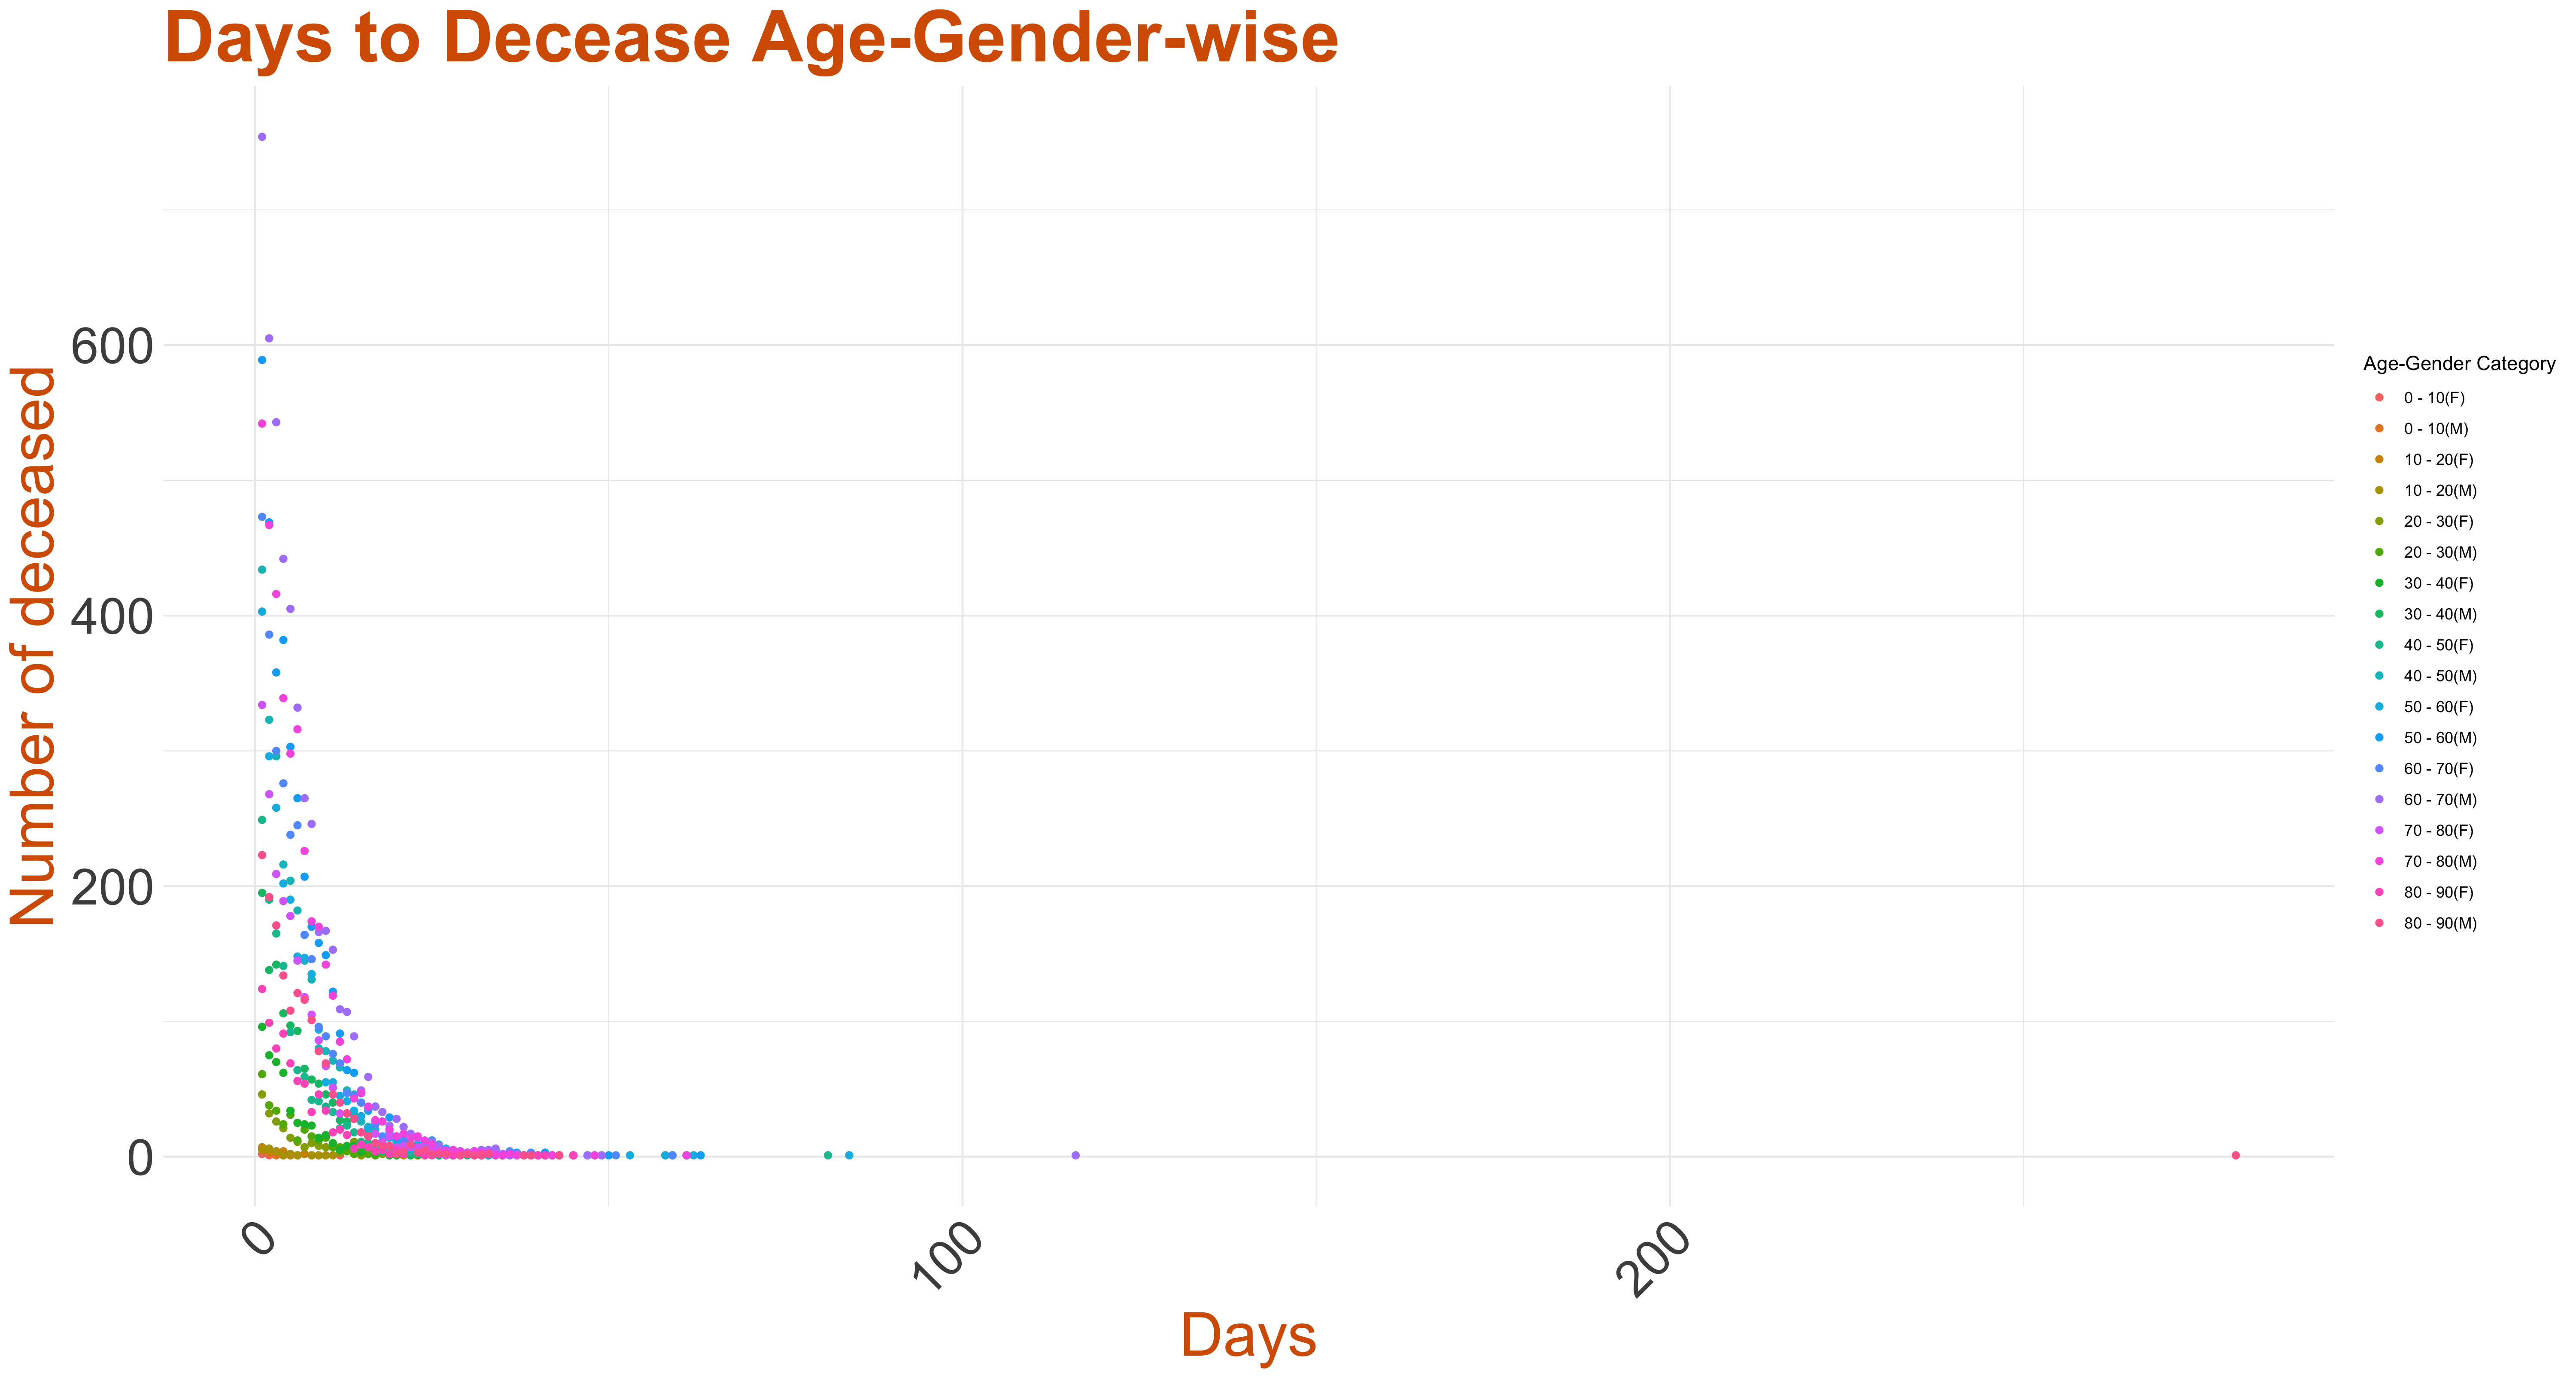 Days to Decease Age-Gender-wise
Number of deceased
600
400
200
0
0
100
200
Days
Age-Gender Category
0 - 10(F)
0 - 10(M)
10 - 20(F)
10 - 20(M)
20 - 30(F)
20 - 30(M)
30 - 40(F)
30 - 40(M)
40 - 50(F)
40 - 50(M)
50 - 60(F)
50 - 60(M)
60 - 70(F)
60 - 70(M)
70 - 80(F)
70 - 80(M)
80 - 90(F)
80 - 90(M)